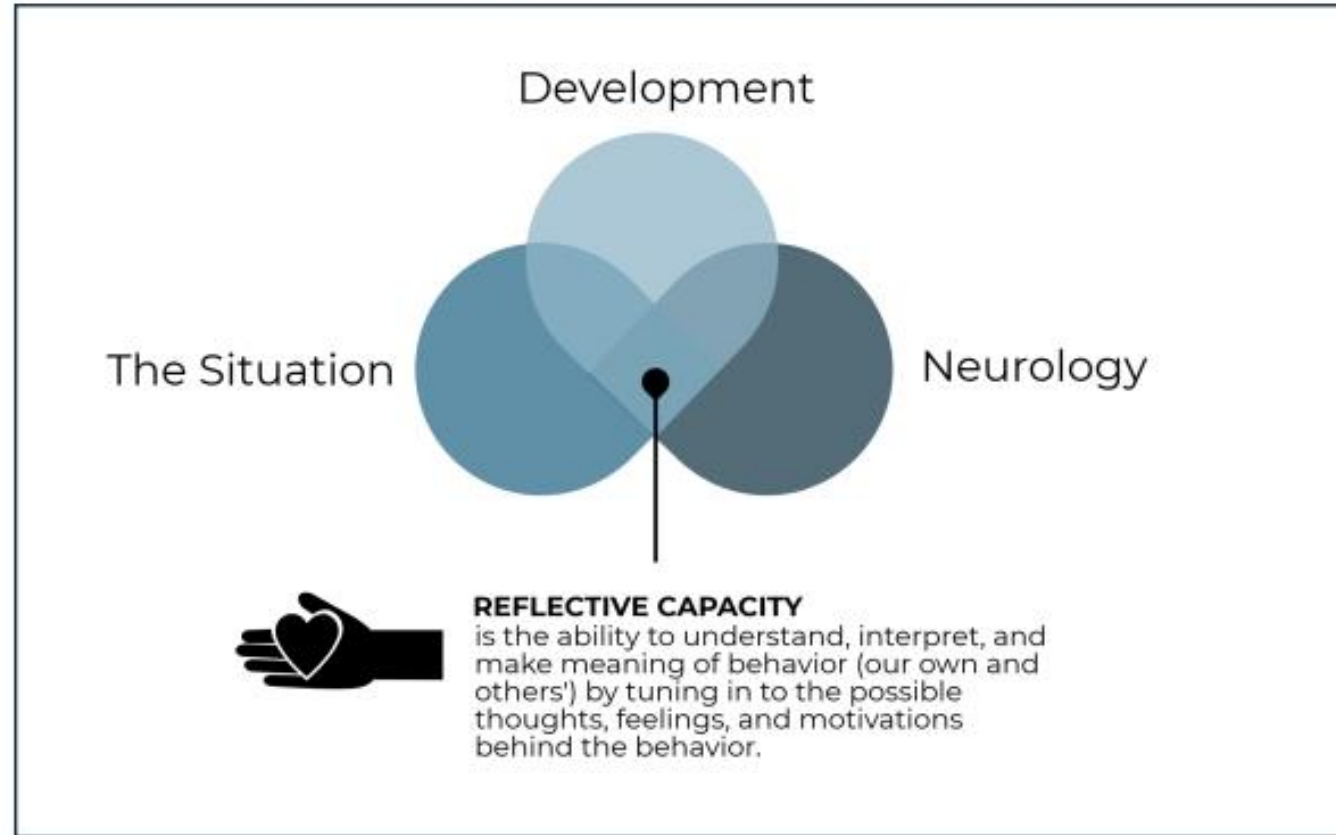 Development
The Situation
Neurology
REFLECTIVE CAPACITY
is the ability to understand, interpret, and
make meaning of behavior (our own and
others') by tuning in to the possible
thoughts, feelings, and motivations
behind the behavior.